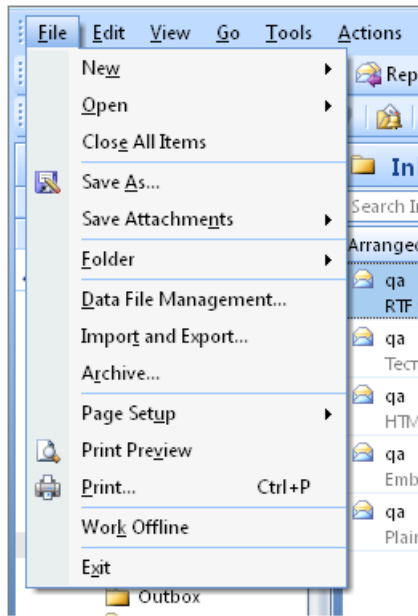 File Edit View Go Tools Actions
New
Open
Close All Items
Save As...
Save Attachments
Folder
Data File Management...
Import and Export...
Archive...
Page Setup
Print Preview
Print... Ctrl+P
Work Offline
Exit
Outbox
Rep
In
Search I
Arranged
qa
RTF
qa
Тест
qa
HTM
qa
Emb
qa
Plain